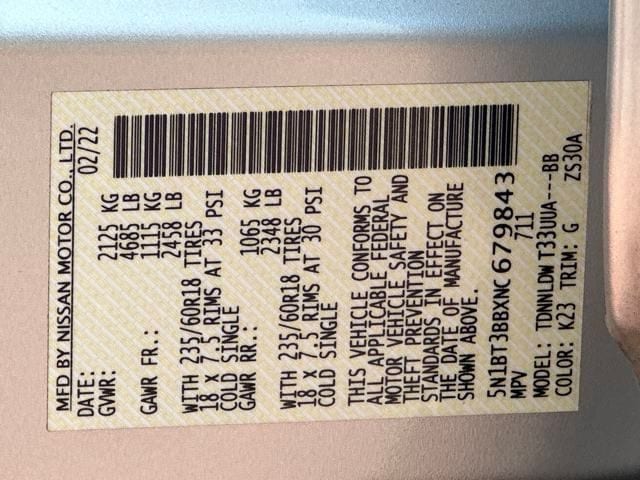 MFD BY NISSAN MOTOR CO., LTD.
DATE: 02/22
GVWR: 2125 KG
4685 LB
GAWR FR.: 1115 KG
2458 LB
WITH 235/60R18 TIRES
18 X 7.5 RIMS AT 33 PSI
COLD SINGLE
GAWR RR.: 1065 KG
2348 LB
WITH 235/60R18 TIRES
18 X 7.5 RIMS AT 30 PSI
COLD SINGLE
THIS VEHICLE CONFORMS TO
ALL APPLICABLE FEDERAL
MOTOR VEHICLE SAFETY AND
THEFT PREVENTION
STANDARDS IN EFFECT ON
THE DATE OF MANUFACTURE
SHOWN ABOVE.
5N1BT3BBXNC679843
MPV 711
MODEL: TDNNLDWT33UUA---BB
COLOR: K23 TRIM: G ZS30A